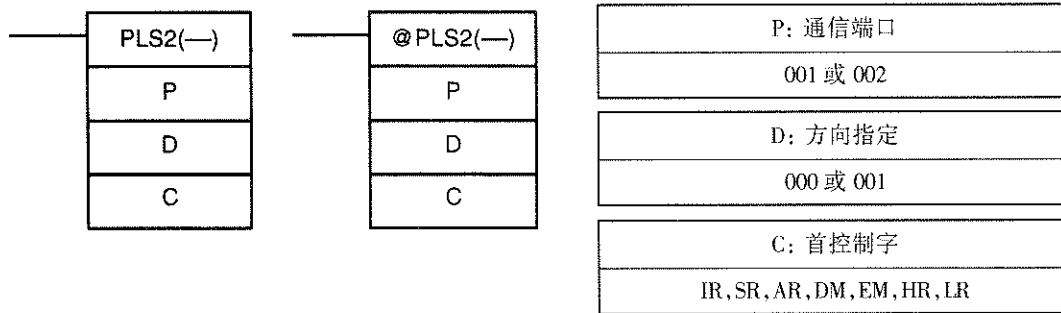 PLS2(—)
P
D
C
@PLS2(—)
P
D
C
P: 通信端口
001 或 002
D: 方向指定
000 或 001
C: 首控制字
IR,SR,AR,DM,EM,HR,LR